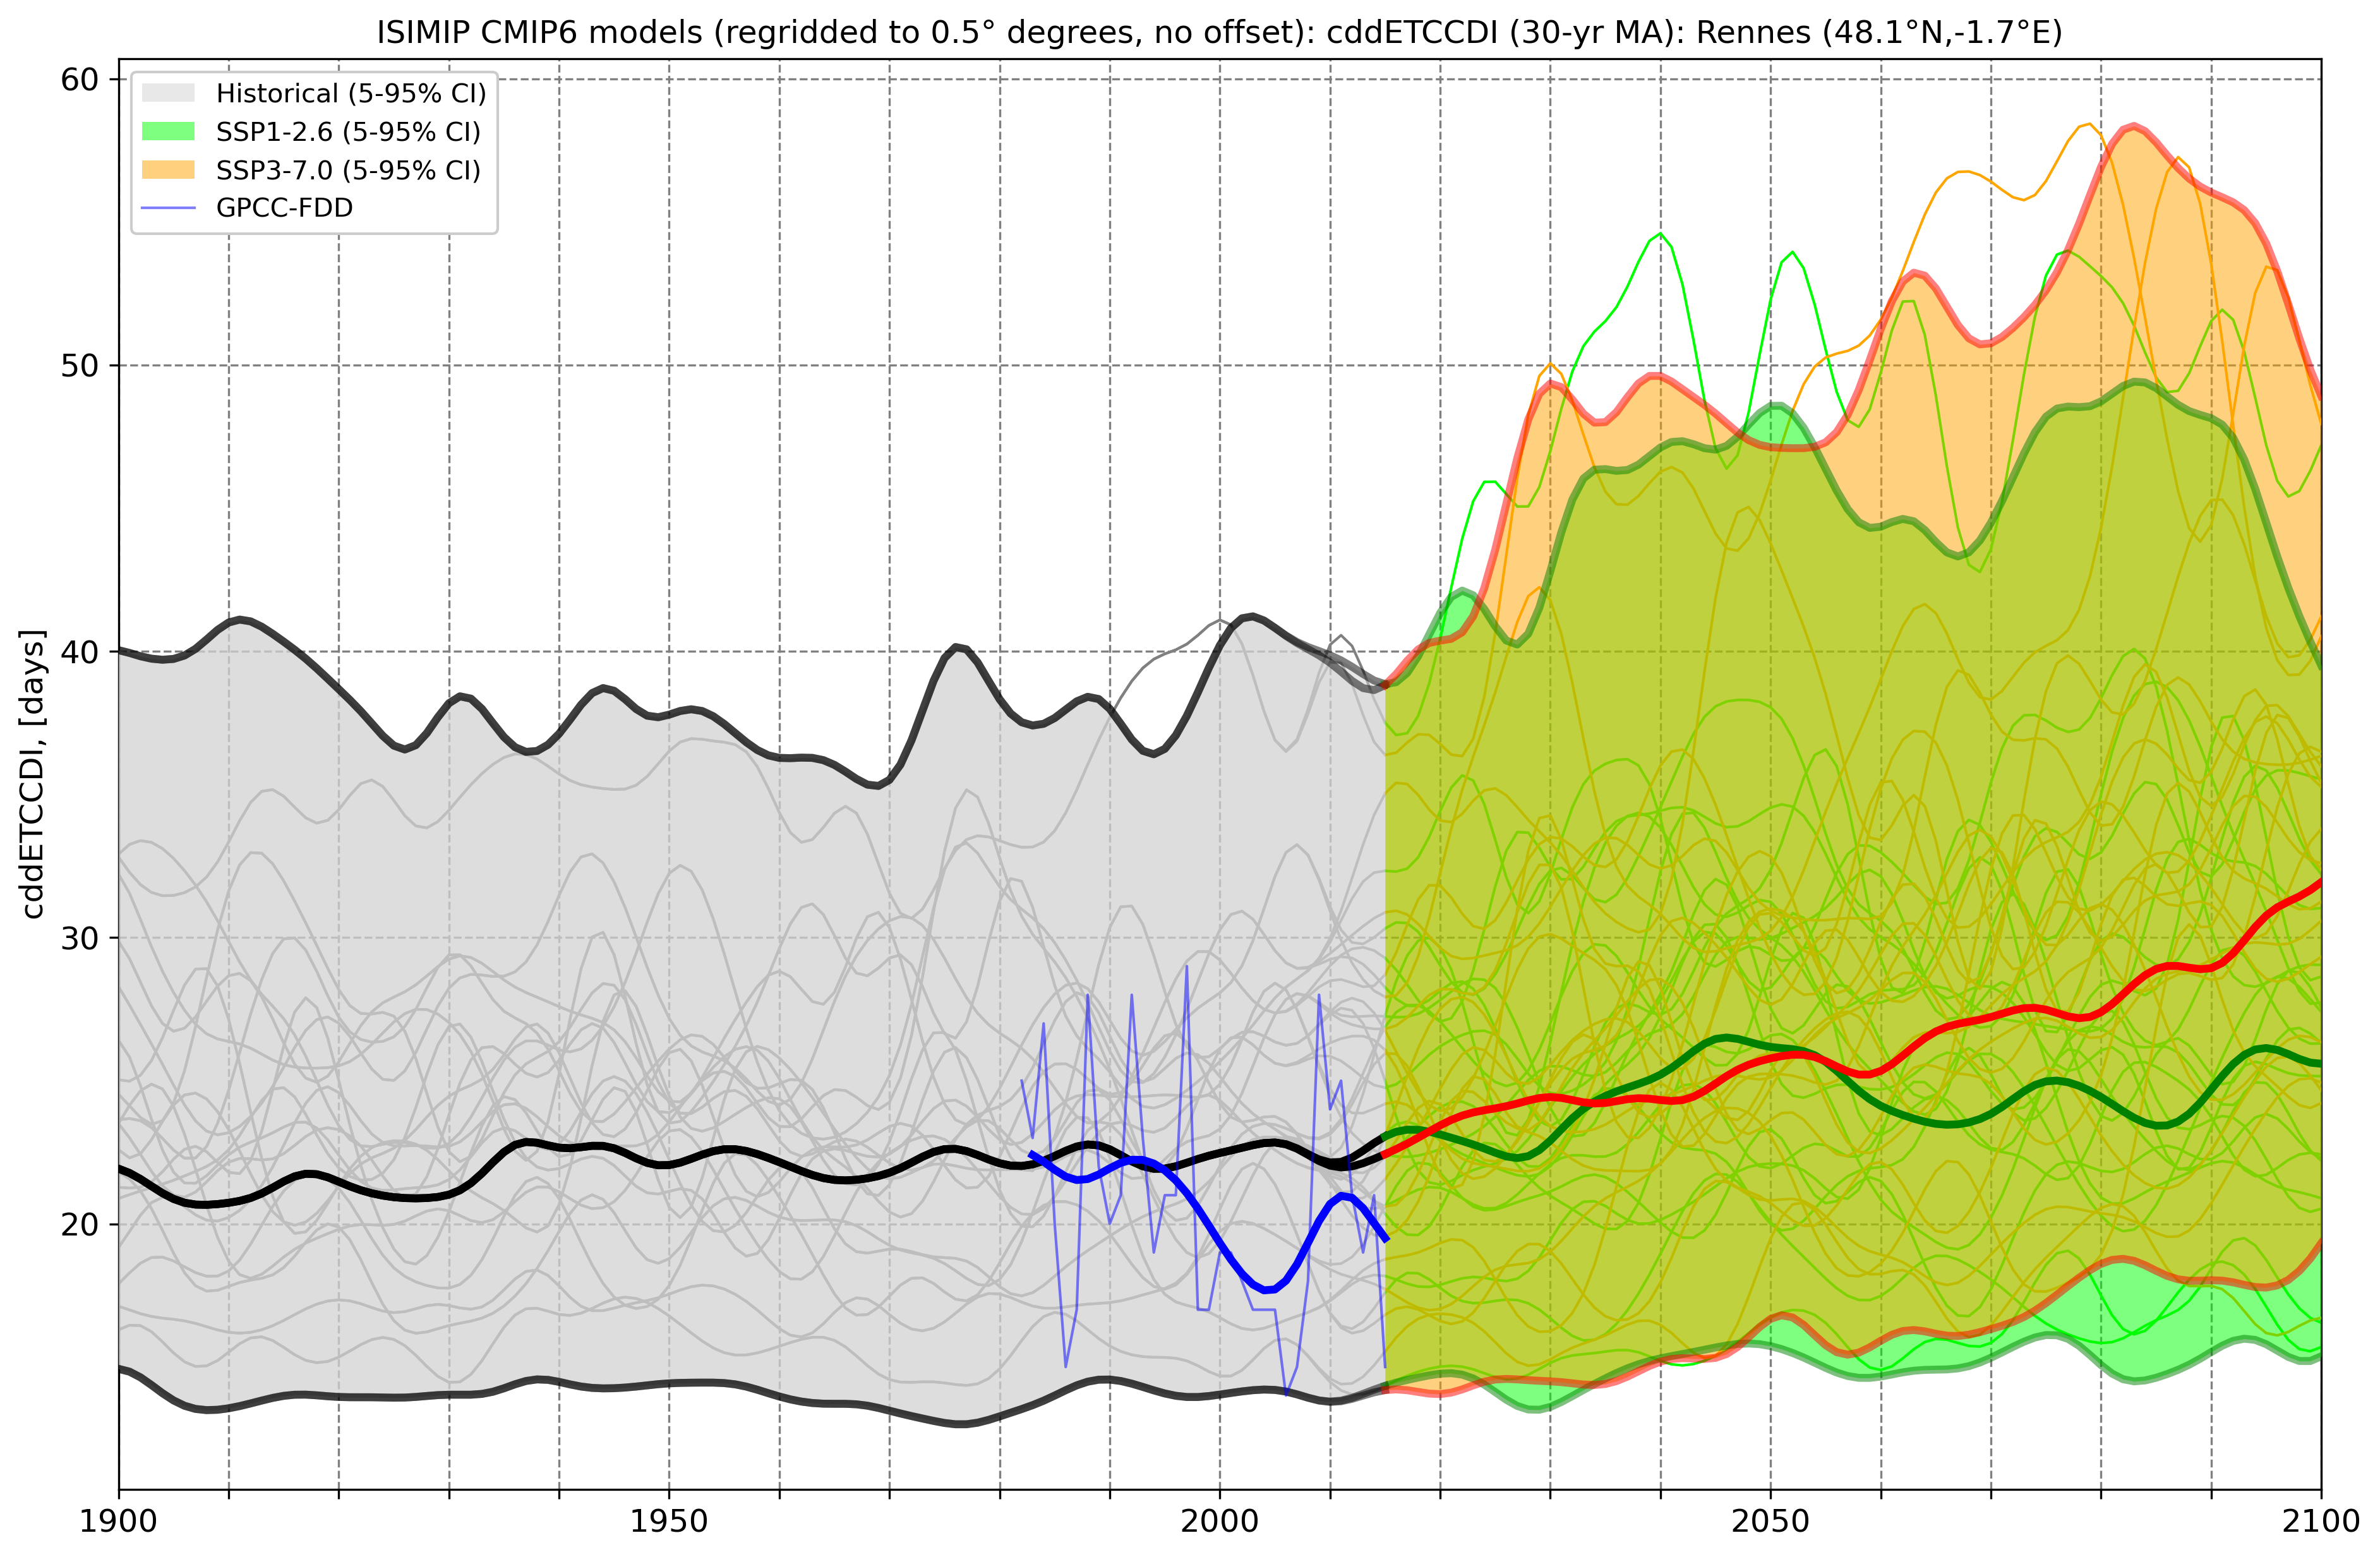 ISIMIP CMIP6 models (regridded to 0.5° degrees, no offset): cddETCCDI (30-yr MA): Rennes (48.1°N,-1.7°E)
Historical (5-95% CI)
SSP1-2.6 (5-95% CI)
SSP3-7.0 (5-95% CI)
GPCC-FDD
cddETCCDI, [days]
60
50
40
30
20
1900 1950 2000 2050 2100